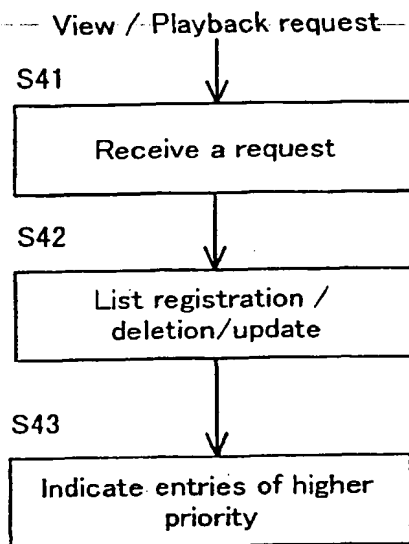 View / Playback request
S41
Receive a request
S42
List registration /
deletion/update
S43
Indicate entries of higher
priority